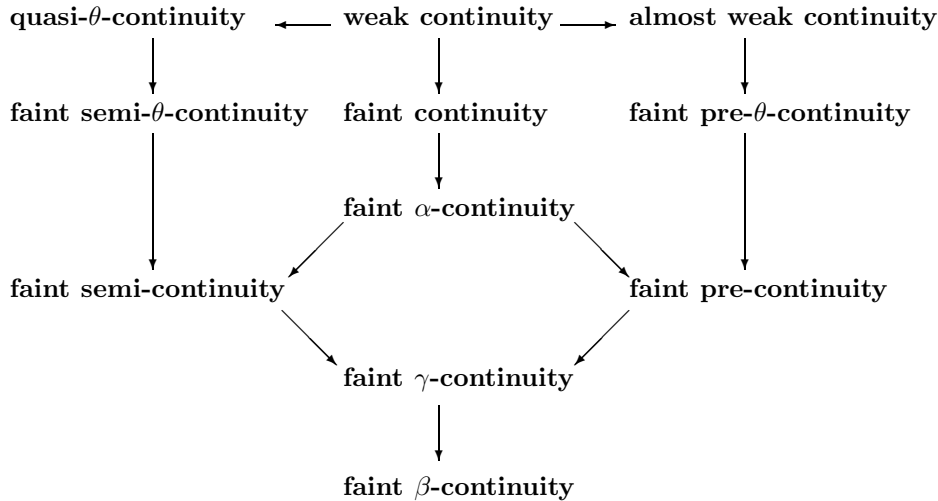 quasi-θ-continuity weak continuity almost weak continuity
faint semi-θ-continuity faint continuity faint pre-θ-continuity
faint α-continuity
faint semi-continuity faint pre-continuity
faint γ-continuity
faint β-continuity